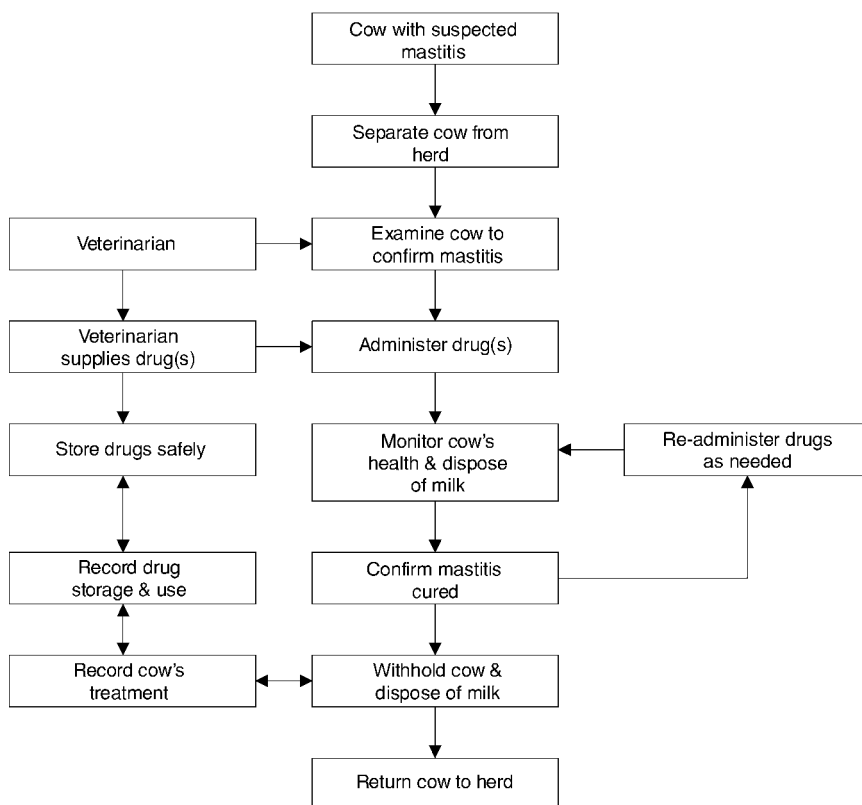 Cow with suspected
mastitis
Separate cow from
herd
Veterinarian
Examine cow to
confirm mastitis
Veterinarian
supplies drug(s)
Administer drug(s)
Store drugs safely
Monitor cow's
health & dispose
of milk
Re-administer drugs
as needed
Record drug
storage & use
Confirm mastitis
cured
Record cow's
treatment
Withhold cow &
dispose of milk
Return cow to herd